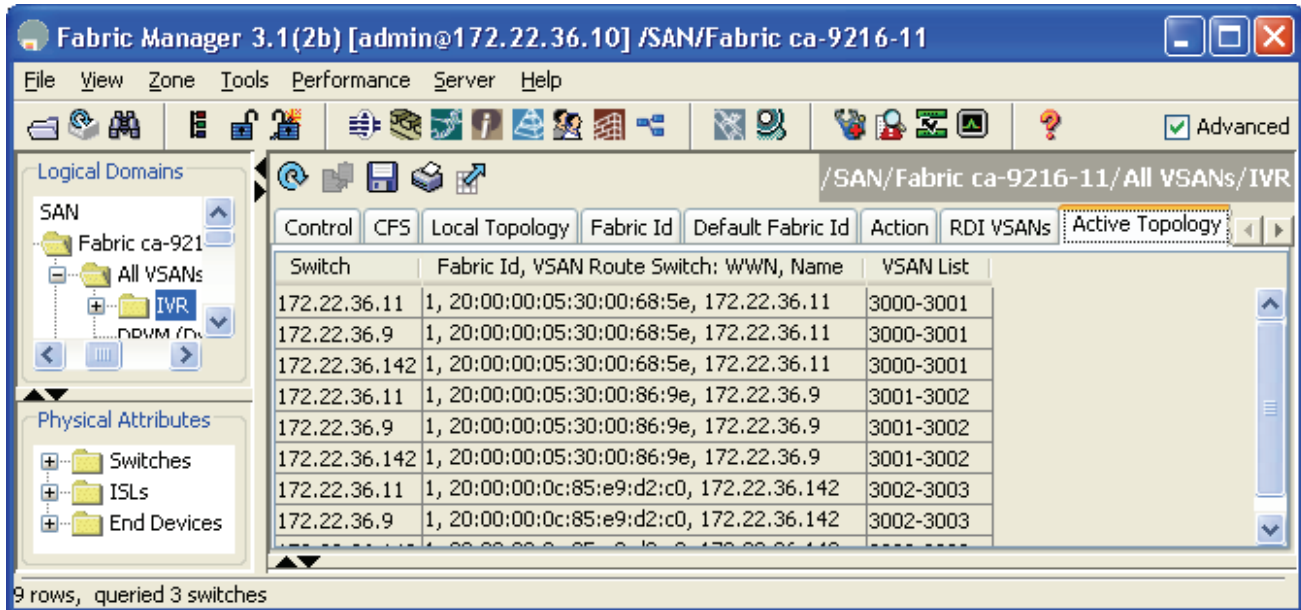 Fabric Manager 3.1(2b) [admin@172.22.36.10] /SAN/Fabric ca-9216-11
File View Zone Tools Performance Server Help
Advanced
Logical Domains
SAN
Fabric ca-921
All VSANs
IVR
/SAN/Fabric ca-9216-11/All VSANs/IVR
Control CFS Local Topology Fabric Id Default Fabric Id Action RDI VSANs Active Topology
Switch Fabric Id, VSAN Route Switch: WWN, Name VSAN List
172.22.36.11 1, 20:00:00:05:30:00:68:5e, 172.22.36.11 3000-3001
172.22.36.9 1, 20:00:00:05:30:00:68:5e, 172.22.36.11 3000-3001
172.22.36.142 1, 20:00:00:05:30:00:68:5e, 172.22.36.11 3000-3001
172.22.36.11 1, 20:00:00:05:30:00:86:9e, 172.22.36.9 3001-3002
172.22.36.9 1, 20:00:00:05:30:00:86:9e, 172.22.36.9 3001-3002
172.22.36.142 1, 20:00:00:05:30:00:86:9e, 172.22.36.9 3001-3002
172.22.36.11 1, 20:00:00:0c:85:e9:d2:c0, 172.22.36.142 3002-3003
172.22.36.9 1, 20:00:00:0c:85:e9:d2:c0, 172.22.36.142 3002-3003
Physical Attributes
Switches
ISLs
End Devices
9 rows, queried 3 switches